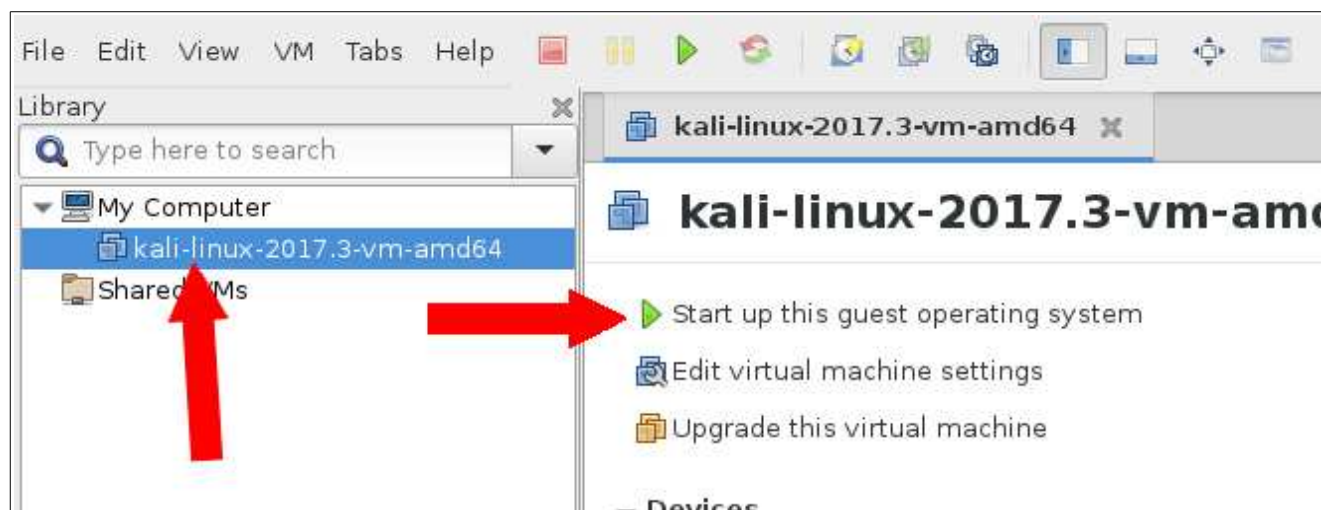 File Edit View VM Tabs Help
Library
Type here to search
My Computer
kali-linux-2017.3-vm-amd64
Shared VMs
kali-linux-2017.3-vm-amd64
kali-linux-2017.3-vm-amd
Start up this guest operating system
Edit virtual machine settings
Upgrade this virtual machine
Devices